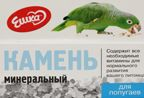 Ешка
КАМЕНЬ
минеральный
Содержит все
необходимые
витамины для
нормального
развития
вашего питомца
для
попугаев